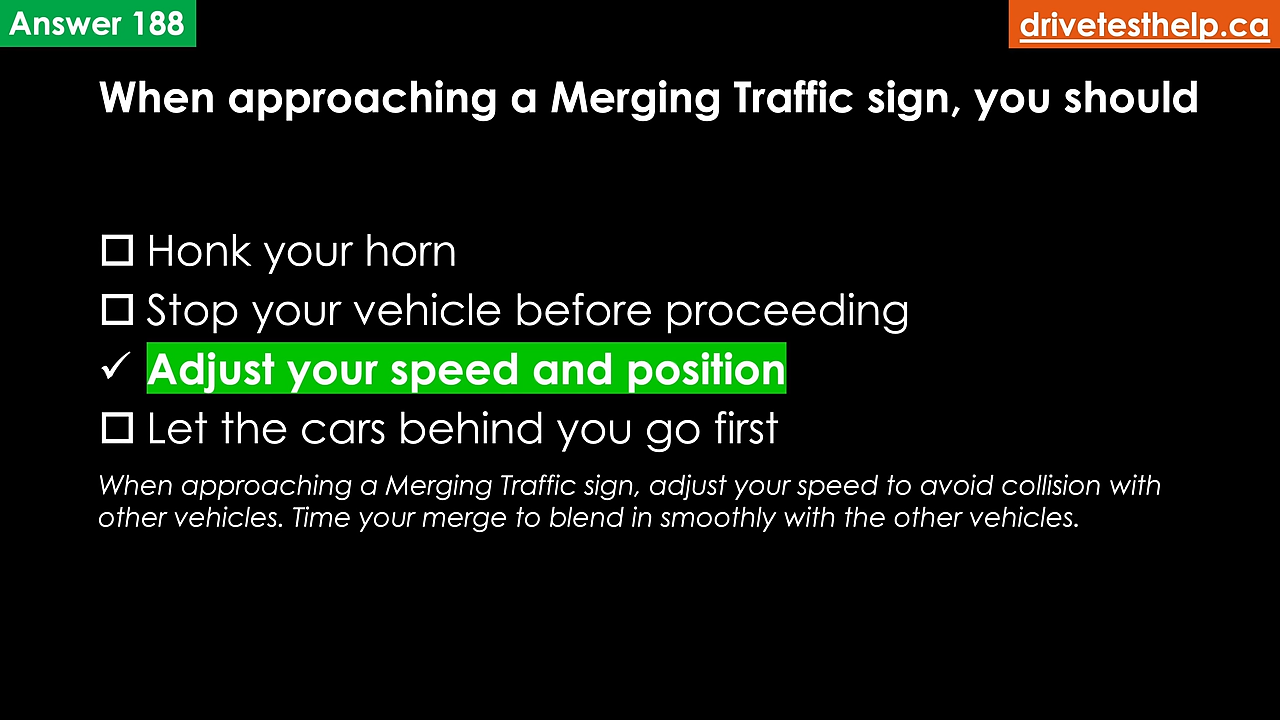 Answer 188
drivetesthelp.ca
When approaching a Merging Traffic sign, you should
Honk your horn
Stop your vehicle before proceeding
Adjust your speed and position
Let the cars behind you go first
When approaching a Merging Traffic sign, adjust your speed to avoid collision with
other vehicles. Time your merge to blend in smoothly with the other vehicles.